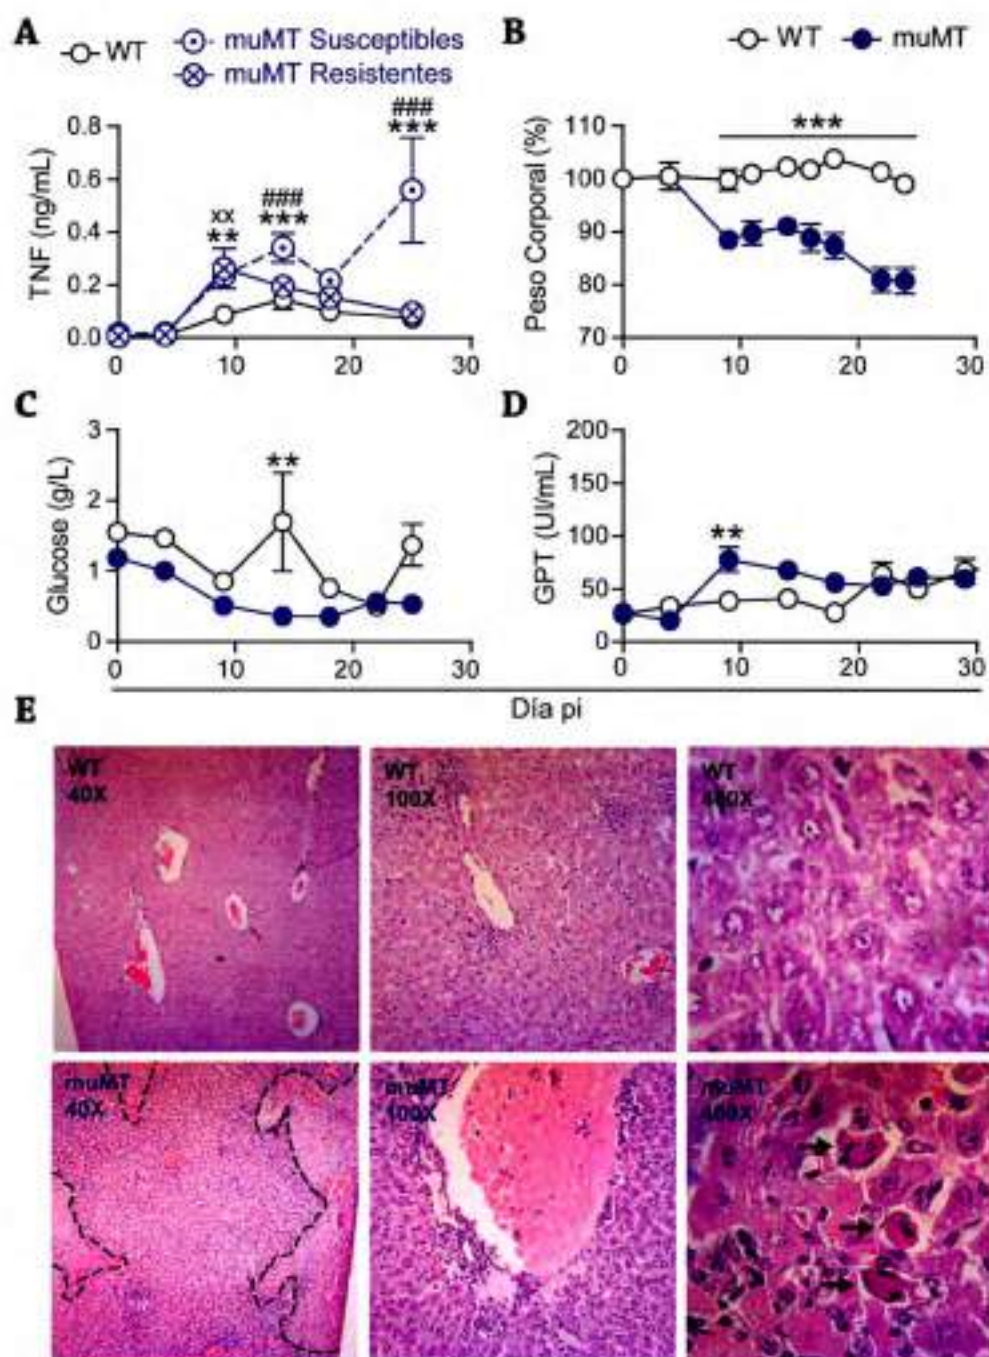 A
WT
muMT Susceptibles
muMT Resistentes
TNF (ng/mL)
0.8
0.6
0.4
0.2
0.0
xx
**
###
***
###
***
0 10 20 30
B
WT muMT
Peso Corporal (%)
110
100
90
80
70
***
0 10 20 30
C
Glucose (g/L)
3
2
1
0
**
0 10 20 30
D
GPT (UI/mL)
200
150
100
50
0
**
0 10 20 30
Día pi
E
WT
40X
WT
100X
WT
400X
muMT
40X
muMT
100X
muMT
400X